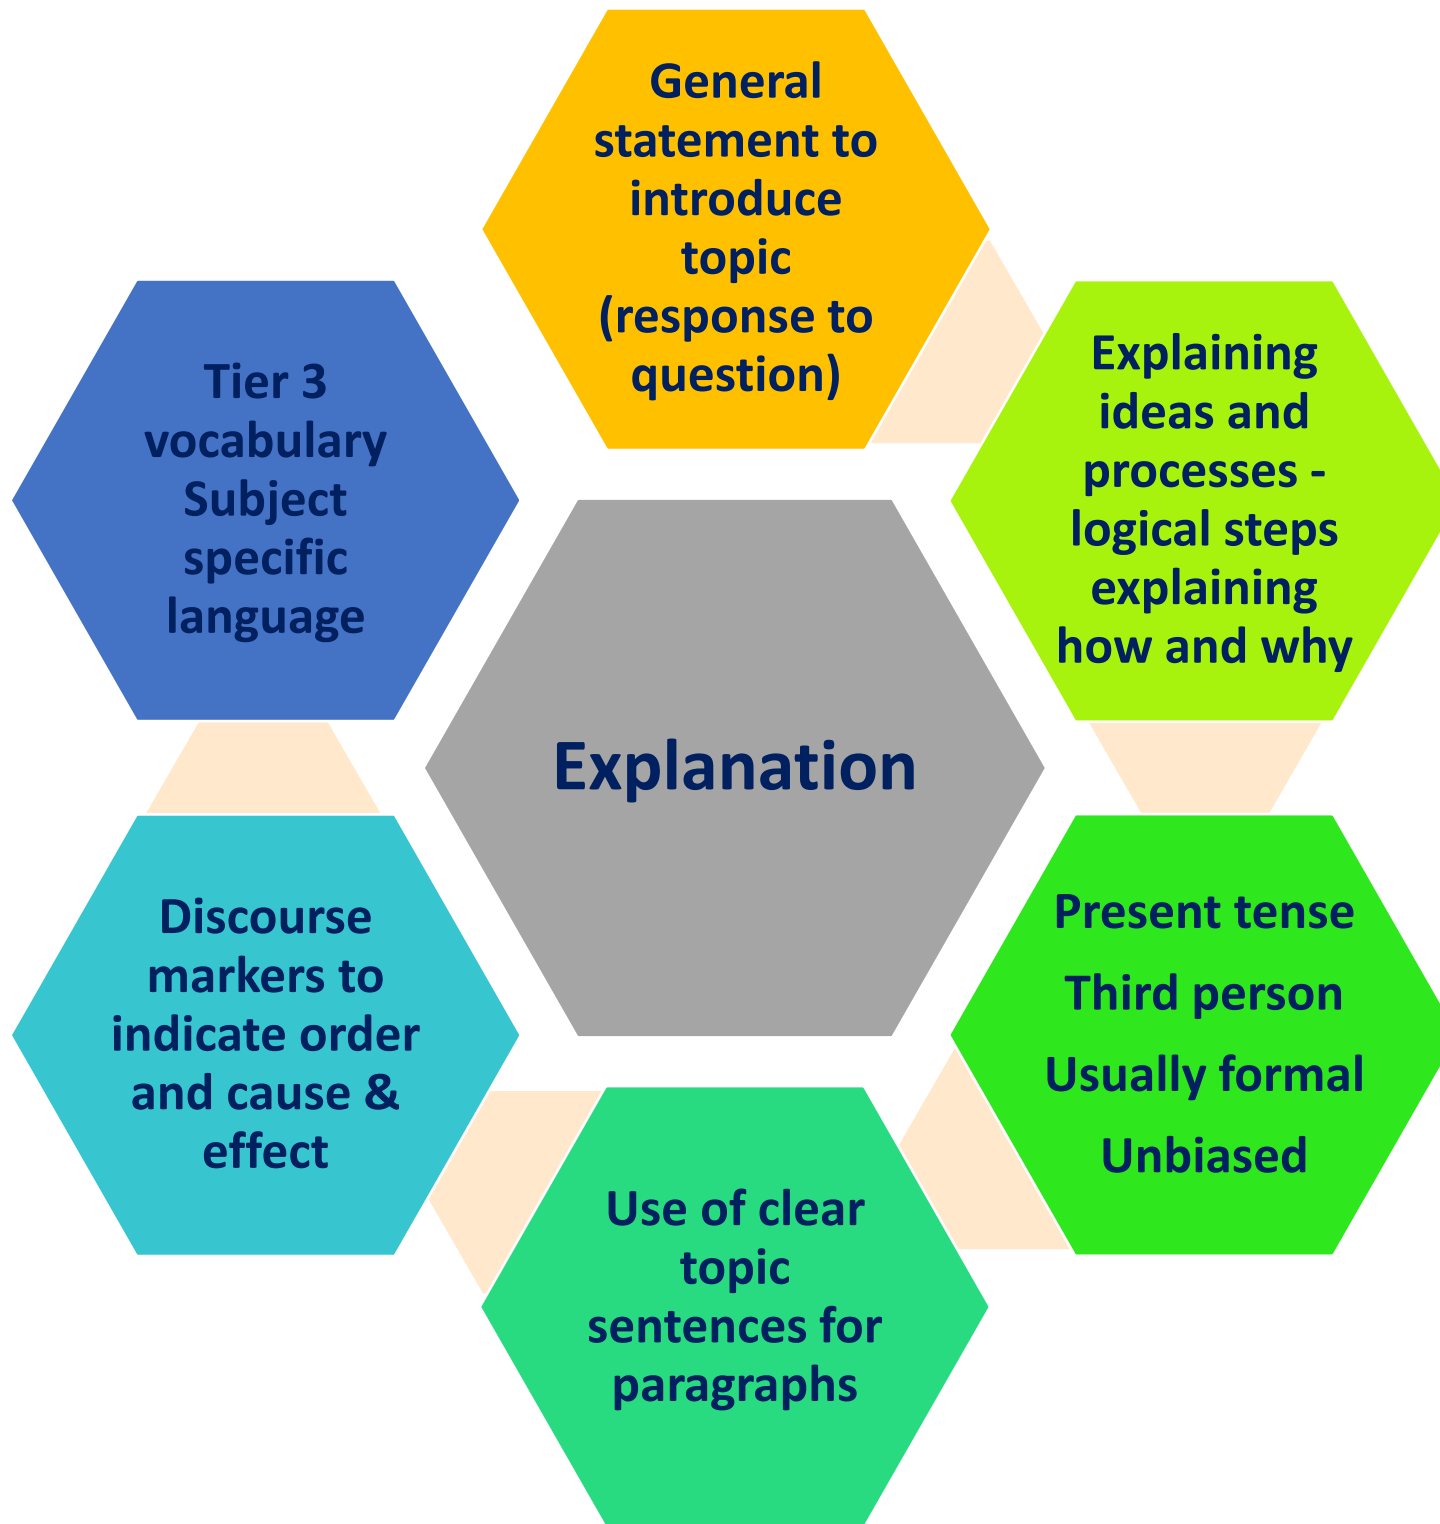 General
statement to
introduce
topic
(response to
question)
Explaining
ideas and
processes -
logical steps
explaining
how and why
Present tense
Third person
Usually formal
Unbiased
Use of clear
topic
sentences for
paragraphs
Discourse
markers to
indicate order
and cause &
effect
Tier 3
vocabulary
Subject
specific
language
Explanation